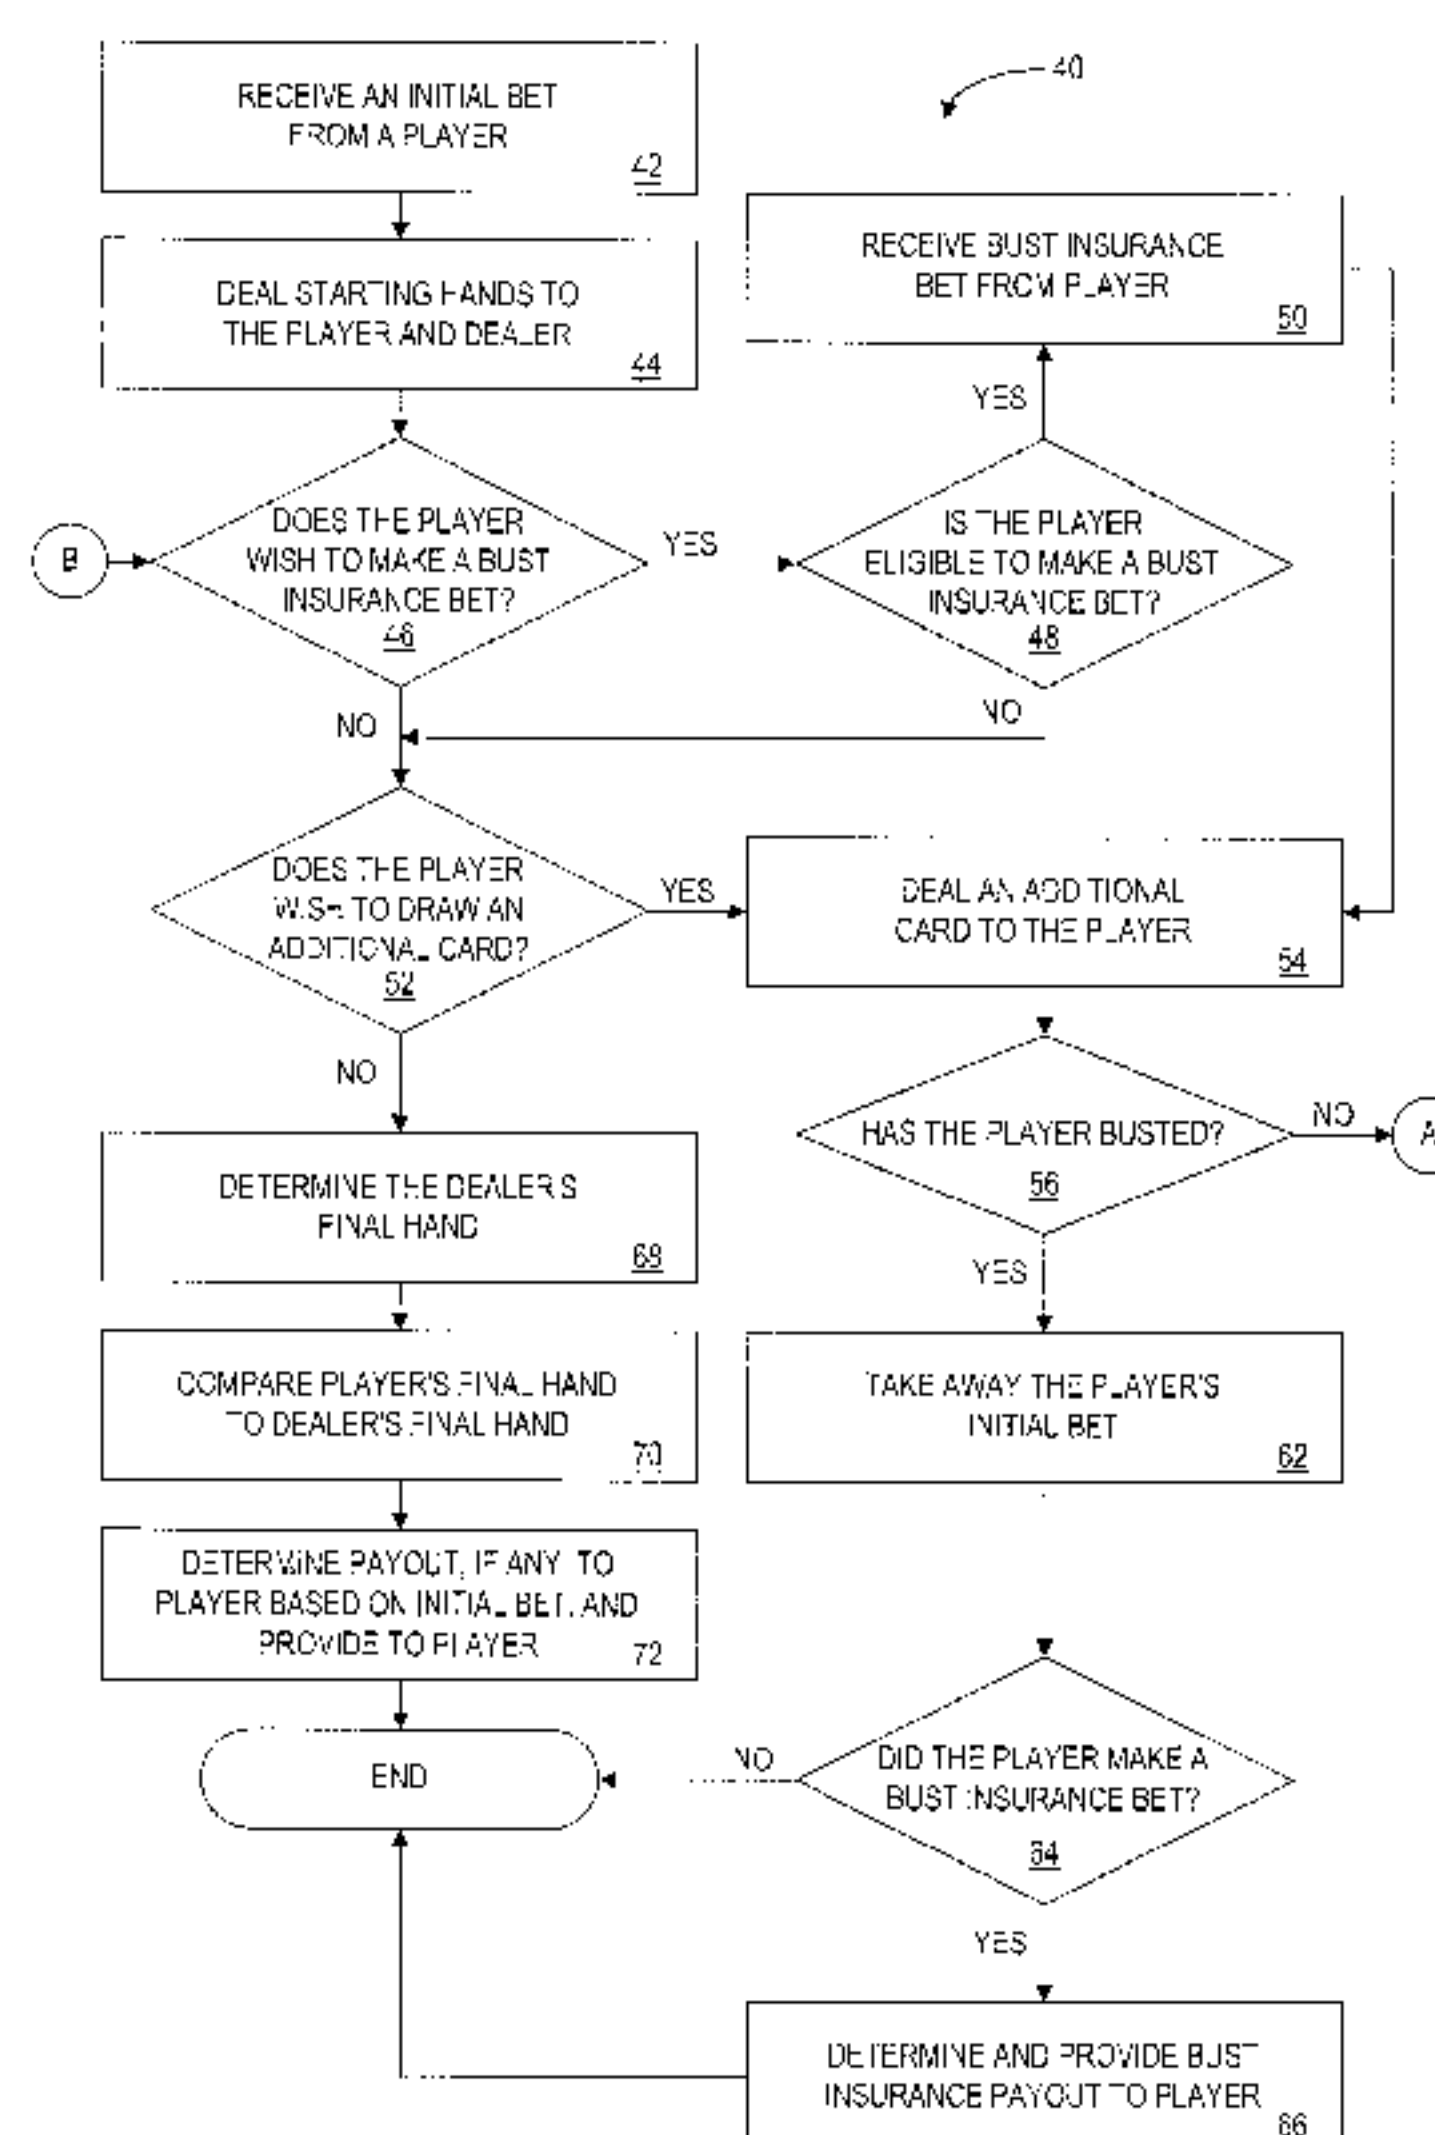 RECEIVE AN INITIAL BET
FROM A PLAYER
42
40
DEAL STARTING HANDS TO
THE PLAYER AND DEALER
44
RECEIVE BUST INSURANCE
BET FROM PLAYER
50
YES
B
DOES THE PLAYER
WISH TO MAKE A BUST
INSURANCE BET?
46
YES
IS THE PLAYER
ELIGIBLE TO MAKE A BUST
INSURANCE BET?
48
NO
NO
DOES THE PLAYER
WISH TO DRAW AN
ADDITIONAL CARD?
52
YES
DEAL AN ADDITIONAL
CARD TO THE PLAYER
54
NO
HAS THE PLAYER BUSTED?
56
NO
A
YES
DETERMINE THE DEALER'S
FINAL HAND
68
COMPARE PLAYER'S FINAL HAND
TO DEALER'S FINAL HAND
70
TAKE AWAY THE PLAYER'S
INITIAL BET
62
DETERMINE PAYOUT, IF ANY, TO
PLAYER BASED ON INITIAL BET, AND
PROVIDE TO PLAYER
72
END
NO
DID THE PLAYER MAKE A
BUST INSURANCE BET?
64
YES
DETERMINE AND PROVIDE BUST
INSURANCE PAYOUT TO PLAYER
66